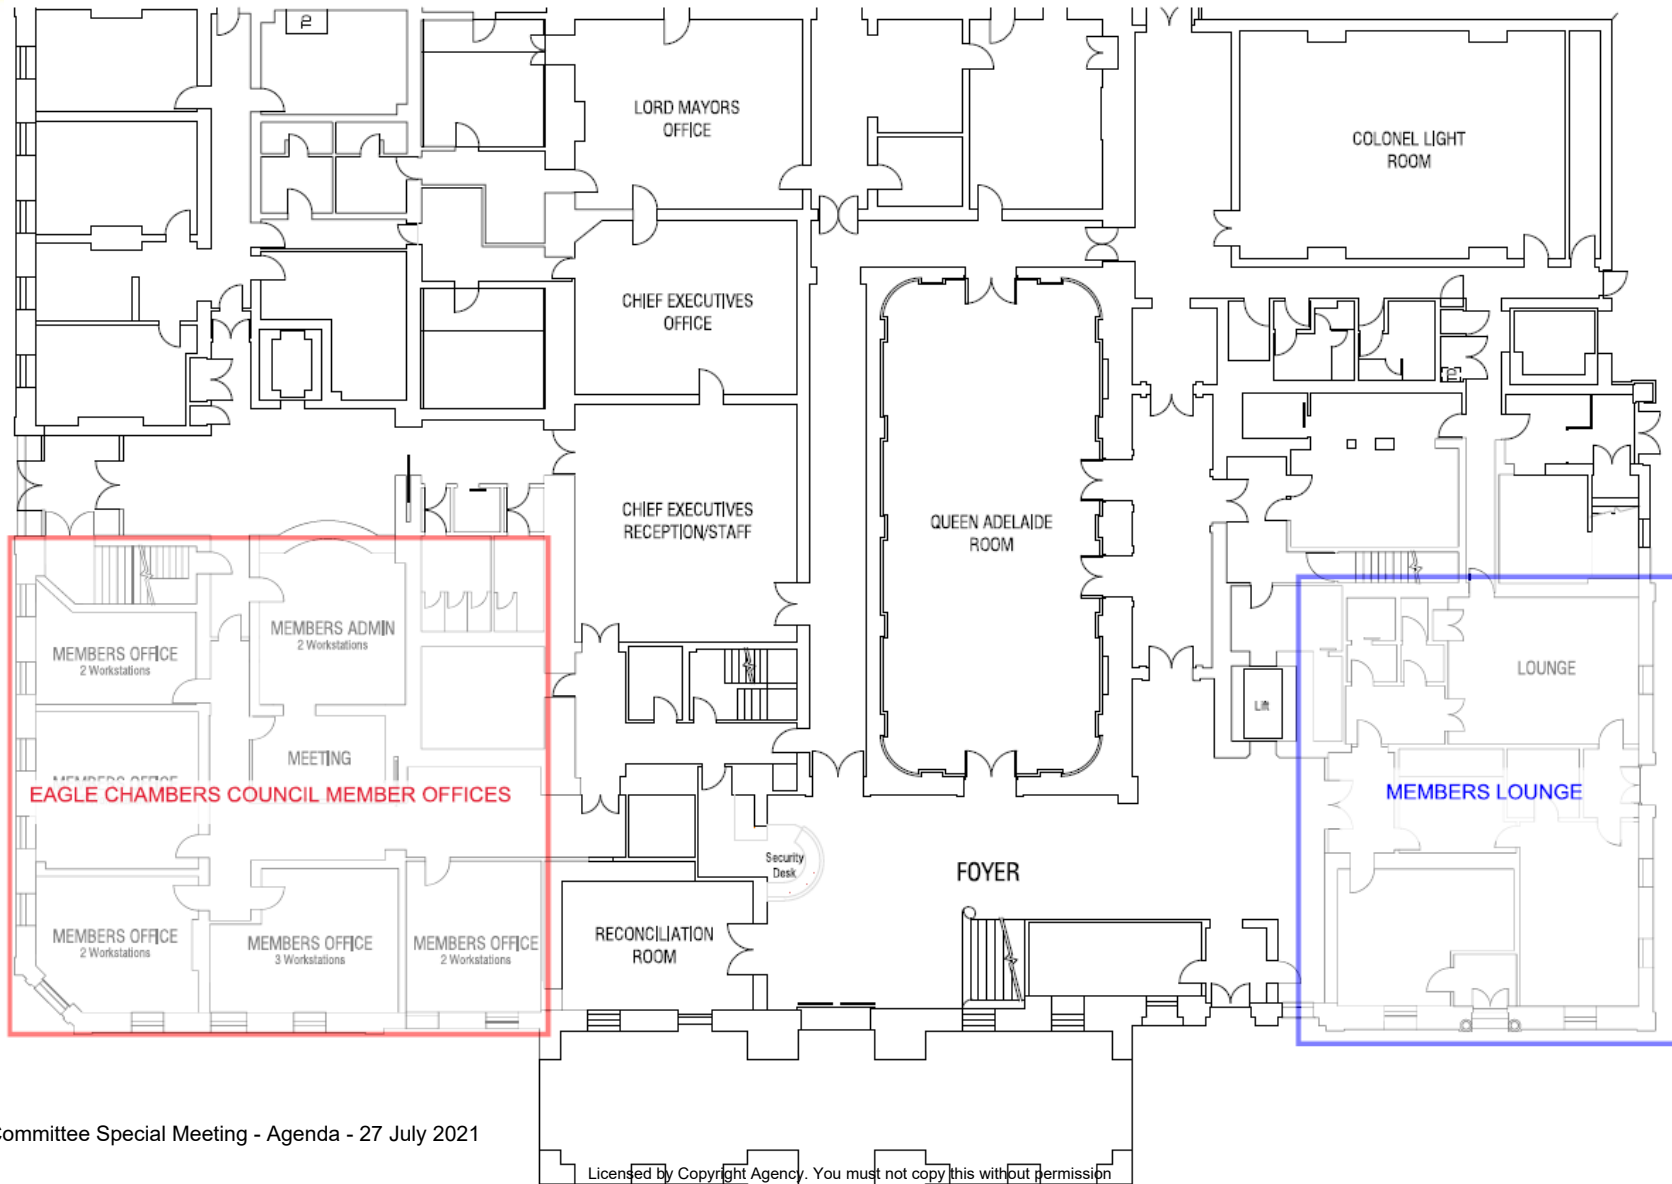 LORD MAYORS
OFFICE
COLONEL LIGHT
ROOM
CHIEF EXECUTIVES
OFFICE
CHIEF EXECUTIVES
RECEPTION/STAFF
QUEEN ADELAIDE
ROOM
MEMBERS ADMIN
2 Workstations
MEMBERS OFFICE
2 Workstations
LOUNGE
Lift
MEETING
MEMBERS OFFICE
EAGLE CHAMBERS COUNCIL MEMBER OFFICES
MEMBERS LOUNGE
Security
Desk
FOYER
RECONCILIATION
ROOM
MEMBERS OFFICE
2 Workstations
MEMBERS OFFICE
3 Workstations
MEMBERS OFFICE
2 Workstations
Committee Special Meeting - Agenda - 27 July 2021
Licensed by Copyright Agency. You must not copy this without permission